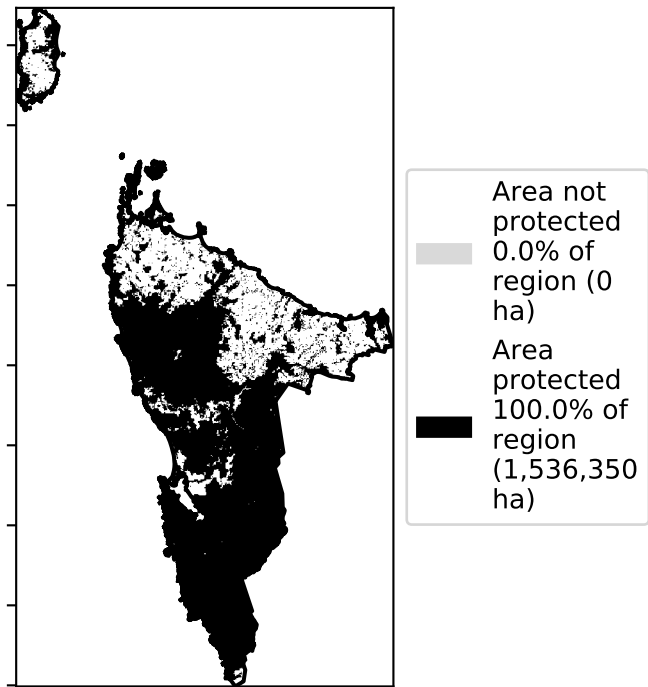 Area not
protected
0.0% of
region (0
ha)
Area
protected
100.0% of
region
(1,536,350
ha)